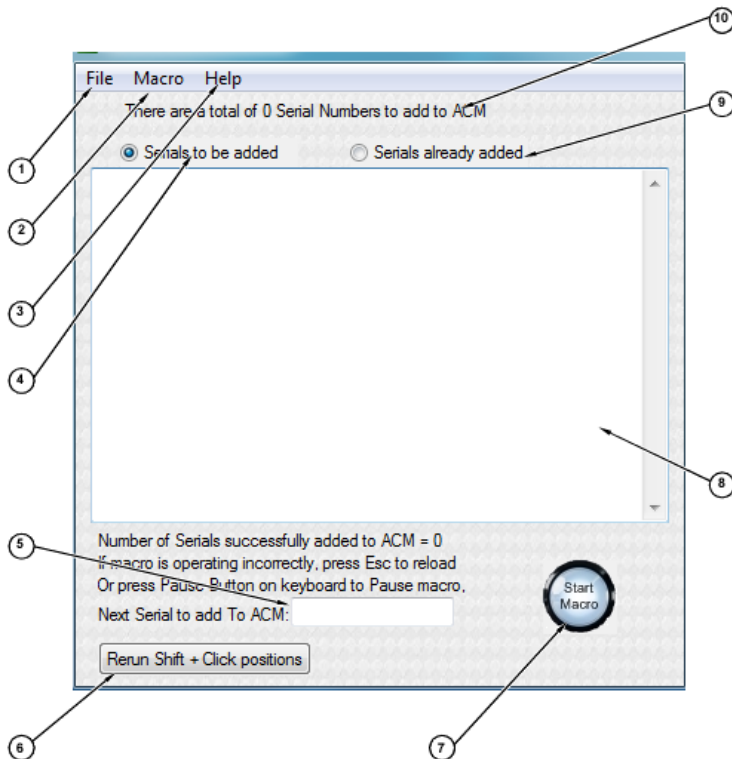 10
File Macro Help
There are a total of 0 Serial Numbers to add to ACM
9
Serials to be added Serials already added
1
2
3
4
8
Number of Serials successfully added to ACM = 0
5
If macro is operating incorrectly, press Esc to reload
Or press Pause Button on keyboard to Pause macro.
Start
Macro
Next Serial to add To ACM:
Rerun Shift + Click positions
6
7